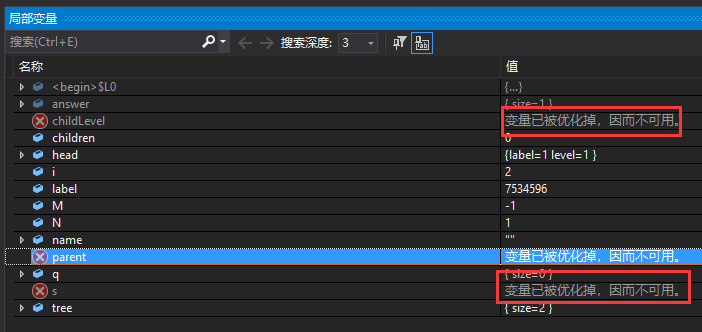 局部变量
搜索(Ctrl+E) 搜索深度: 3
名称 值
<begin>$L0 {...}
answer { size=1 }
childLevel 变量已被优化掉，因而不可用。
children 0
head {label=1 level=1 }
i 2
label 7534596
M -1
N 1
name ""
parent 变量已被优化掉，因而不可用。
q { size=0 }
s 变量已被优化掉，因而不可用。
tree { size=2 }